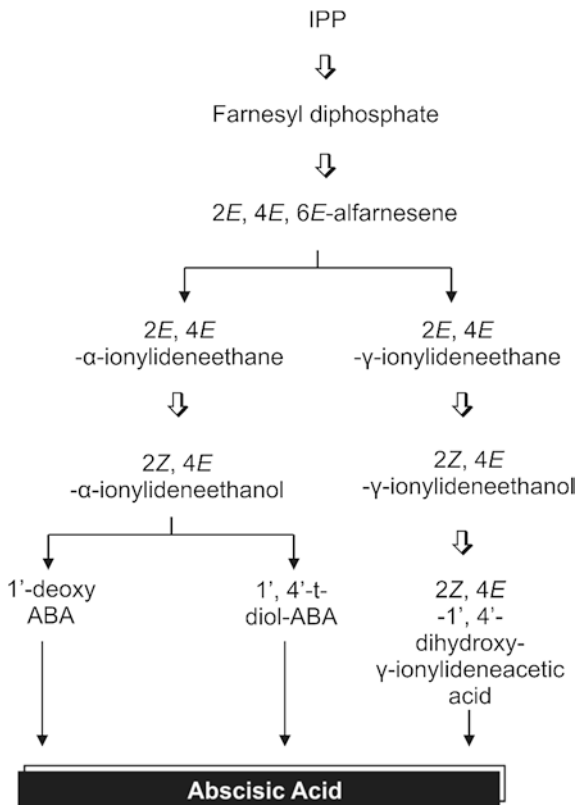 IPP
Farnesyl diphosphate
2E, 4E, 6E-alfarnesene
2E, 4E
-α-ionylideneethane
2E, 4E
-γ-ionylideneethane
2Z, 4E
-α-ionylideneethanol
2Z, 4E
-γ-ionylideneethanol
1’-deoxy
ABA
1’, 4’-t-
diol-ABA
2Z, 4E
-1’, 4’-
dihydroxy-
γ-ionylideneacetic
acid
Abscisic Acid